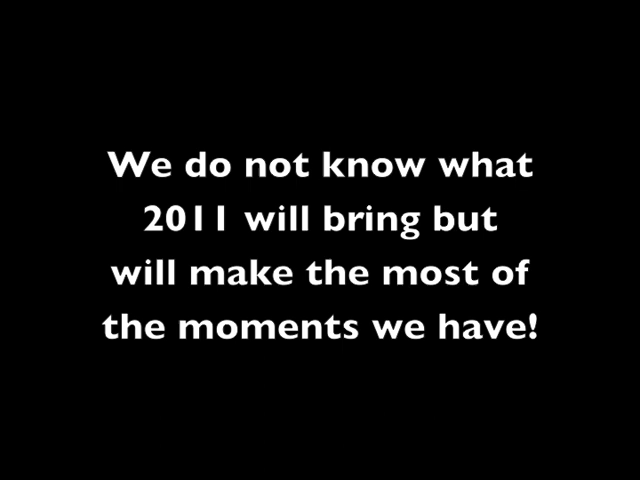 We do not know what
2011 will bring but
will make the most of
the moments we have!